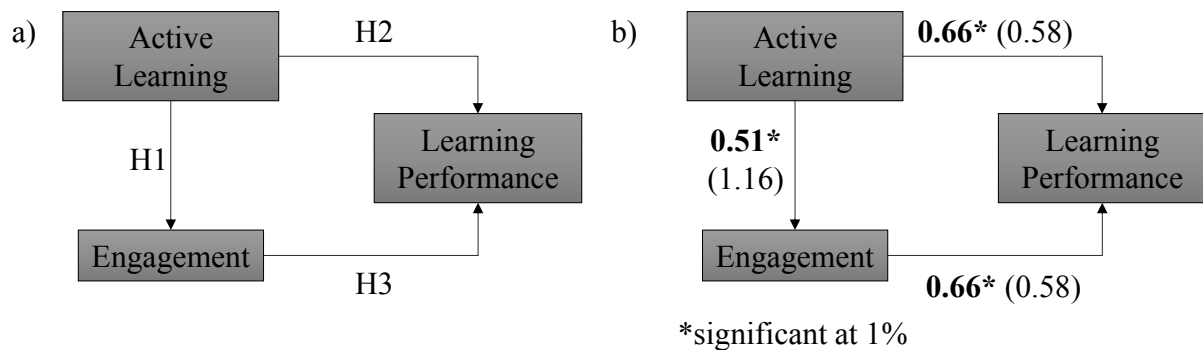 a)
Active
Learning
H2
H1
Learning
Performance
Engagement
H3
b)
Active
Learning
0.66* (0.58)
0.51*
(1.16)
Learning
Performance
Engagement
0.66* (0.58)
*significant at 1%